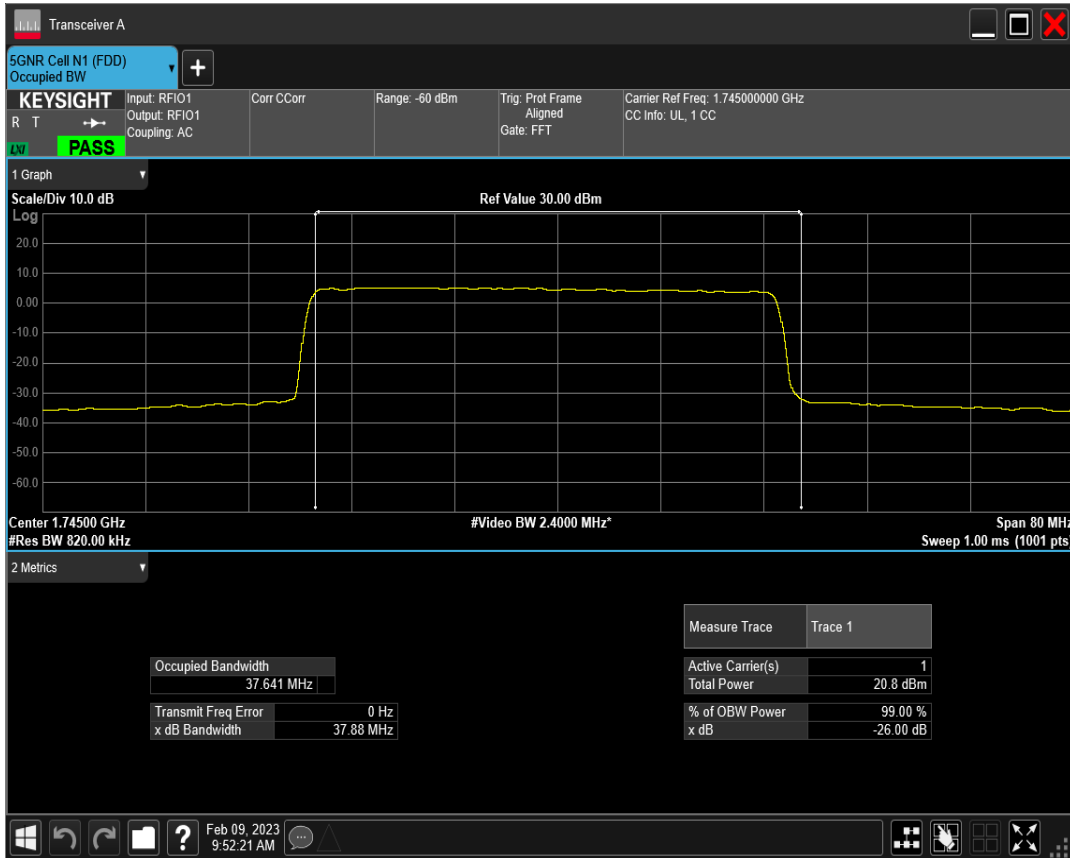 Transceiver A
5GNR Cell N1 (FDD)
Occupied BW
+
KEYSIGHT
R T
LXI
PASS
Input: RFIO1
Output: RFIO1
Coupling: AC
Corr CCorr
Range: -60 dBm
Trig: Prot Frame
Aligned
Gate: FFT
Carrier Ref Freq: 1.745000000 GHz
CC Info: UL, 1 CC
1 Graph
Scale/Div 10.0 dB
Ref Value 30.00 dBm
Log
20.0
10.0
0.00
-10.0
-20.0
-30.0
-40.0
-50.0
-60.0
Center 1.74500 GHz
#Video BW 2.4000 MHz*
Span 80 MHz
#Res BW 820.00 kHz
Sweep 1.00 ms (1001 pts)
2 Metrics
Measure Trace Trace 1
Occupied Bandwidth
37.641 MHz
Active Carrier(s) 1
Total Power 20.8 dBm
Transmit Freq Error 0 Hz
x dB Bandwidth 37.88 MHz
% of OBW Power 99.00 %
x dB -26.00 dB
?
Feb 09, 2023
9:52:21 AM